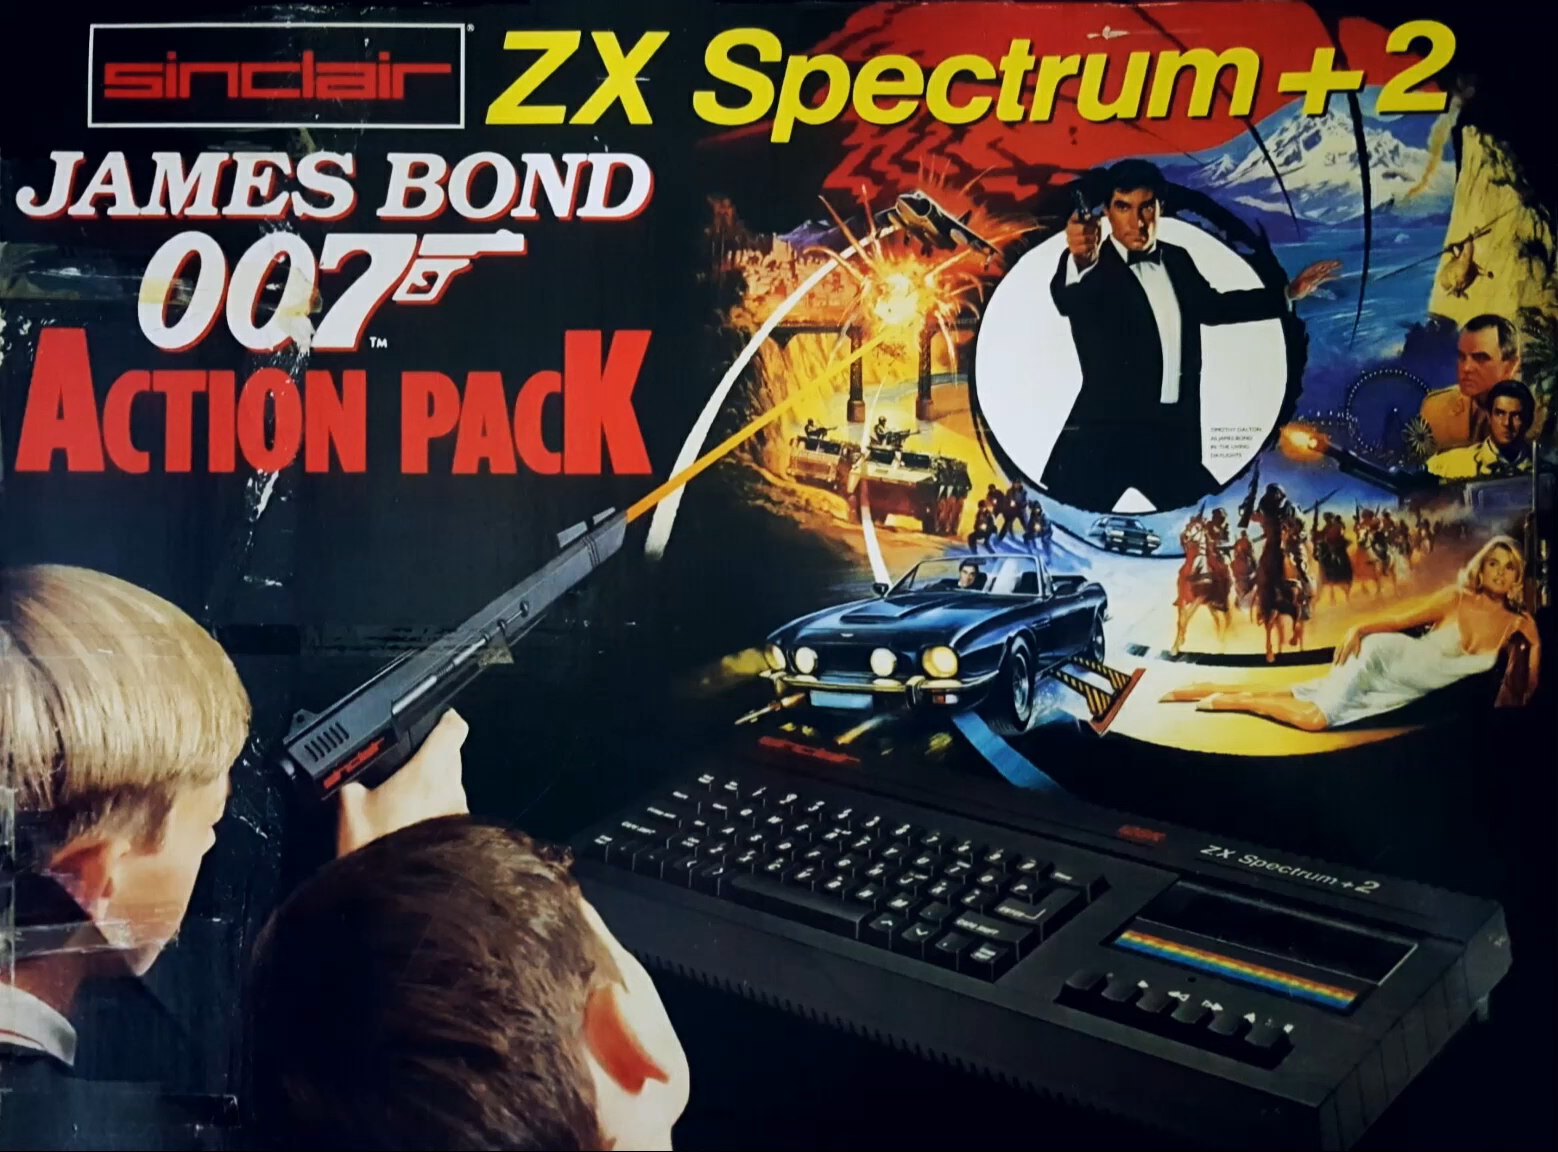 sinclair
ZX Spectrum +2
JAMES BOND
007
TM
ACTION PACK
TIMOTHY DALTON
AS JAMES BOND
IN 'THE LIVING
DAYLIGHTS'
sinclair
sinclair
ZX Spectrum +2